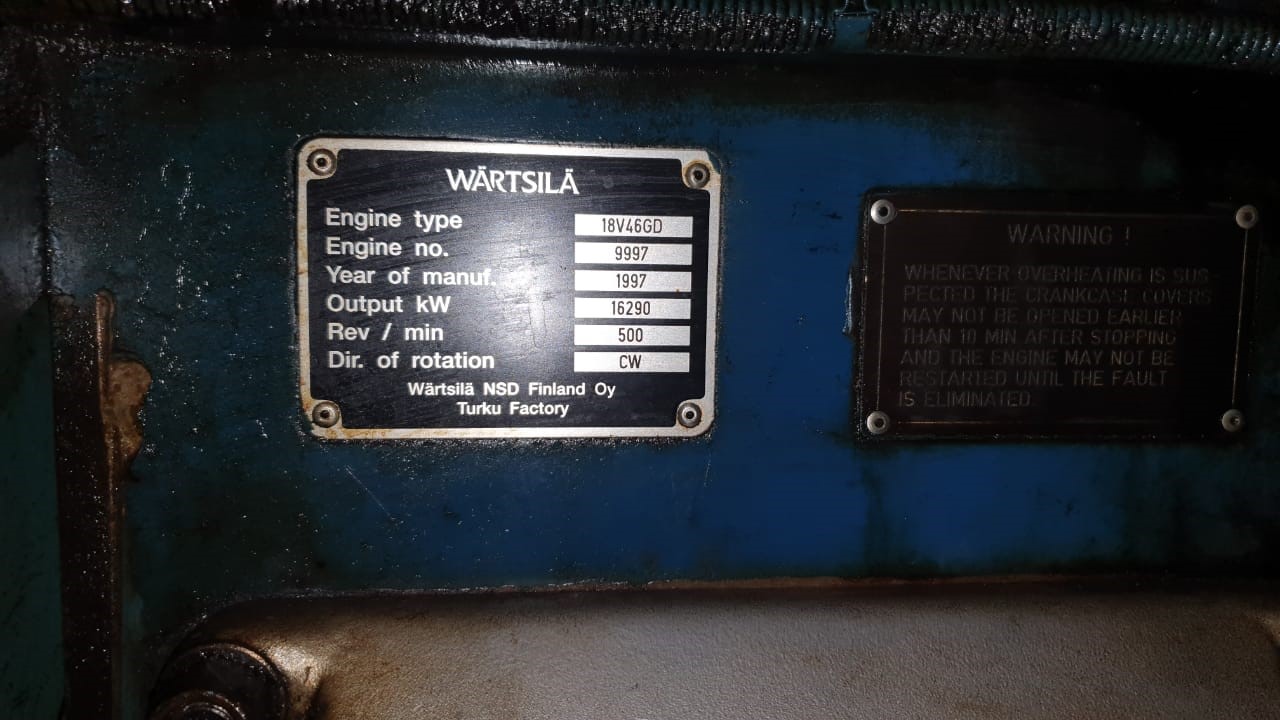 WÄRTSILÄ
Engine type 18V46GD
Engine no. 9997
Year of manuf. 1997
Output kW 16290
Rev / min 500
Dir. of rotation CW
Wärtsilä NSD Finland Oy
Turku Factory
WARNING !
WHENEVER OVERHEATING IS SUS-
PECTED THE CRANKCASE COVERS
MAY NOT BE OPENED EARLIER
THAN 10 MIN AFTER STOPPING
AND THE ENGINE MAY NOT BE
RESTARTED UNTIL THE FAULT
IS ELIMINATED